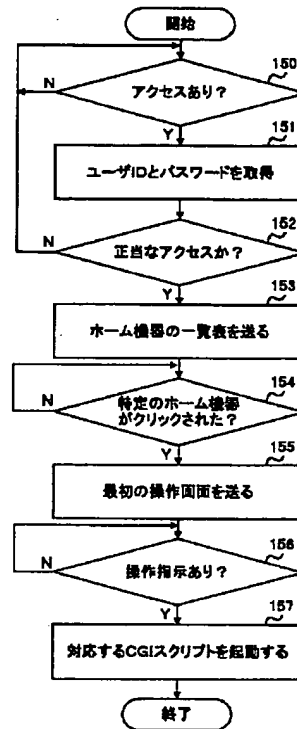 開始
150
アクセスあり?
N
Y
151
ユーザIDとパスワードを取得
152
正当なアクセスか?
N
Y
153
ホーム機器の一覧表を送る
154
特定のホーム機器
がクリックされた?
N
Y
155
最初の操作画面を送る
156
操作指示あり?
N
Y
157
対応するCGIスクリプトを起動する
終了